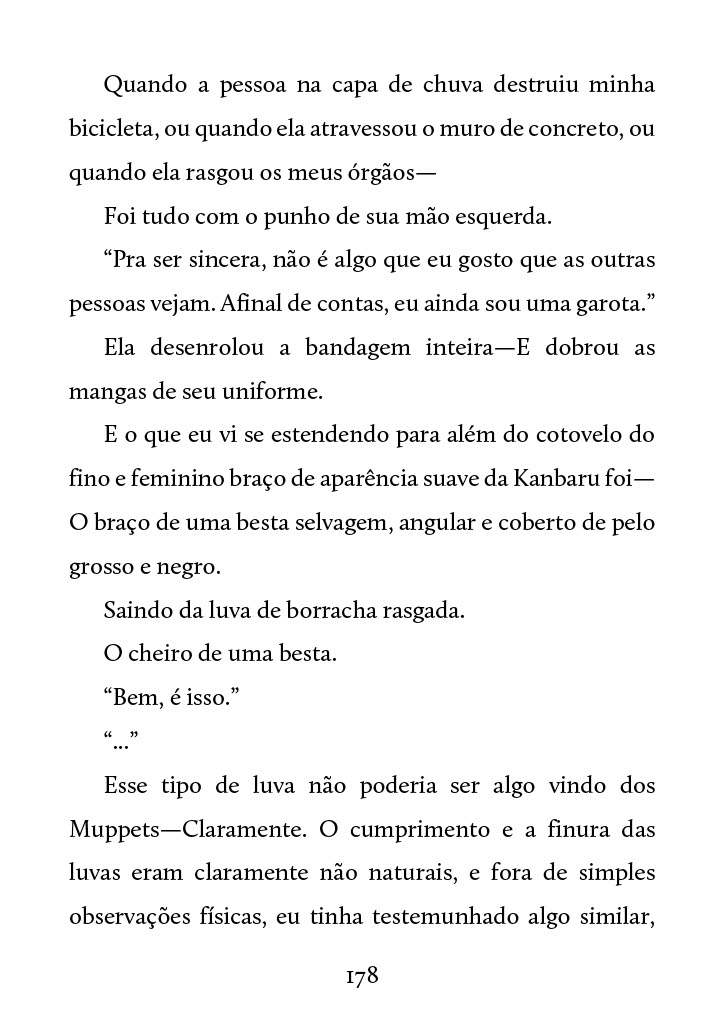 Quando a pessoa na capa de chuva destruiu minha
bicicleta, ou quando ela atravessou o muro de concreto, ou
quando ela rasgou os meus órgãos—
Foi tudo com o punho de sua mão esquerda.
“Pra ser sincera, não é algo que eu gosto que as outras
pessoas vejam. Afinal de contas, eu ainda sou uma garota.”
Ela desenrolou a bandagem inteira—E dobrou as
mangas de seu uniforme.
E o que eu vi se estendendo para além do cotovelo do
fino e feminino braço de aparência suave da Kanbaru foi—
O braço de uma besta selvagem, angular e coberto de pelo
grosso e negro.
Saindo da luva de borracha rasgada.
O cheiro de uma besta.
“Bem, é isso.”
“...”
Esse tipo de luva não poderia ser algo vindo dos
Muppets—Claramente. O cumprimento e a finura das
luvas eram claramente não naturais, e fora de simples
observações físicas, eu tinha testemunhado algo similar,
178